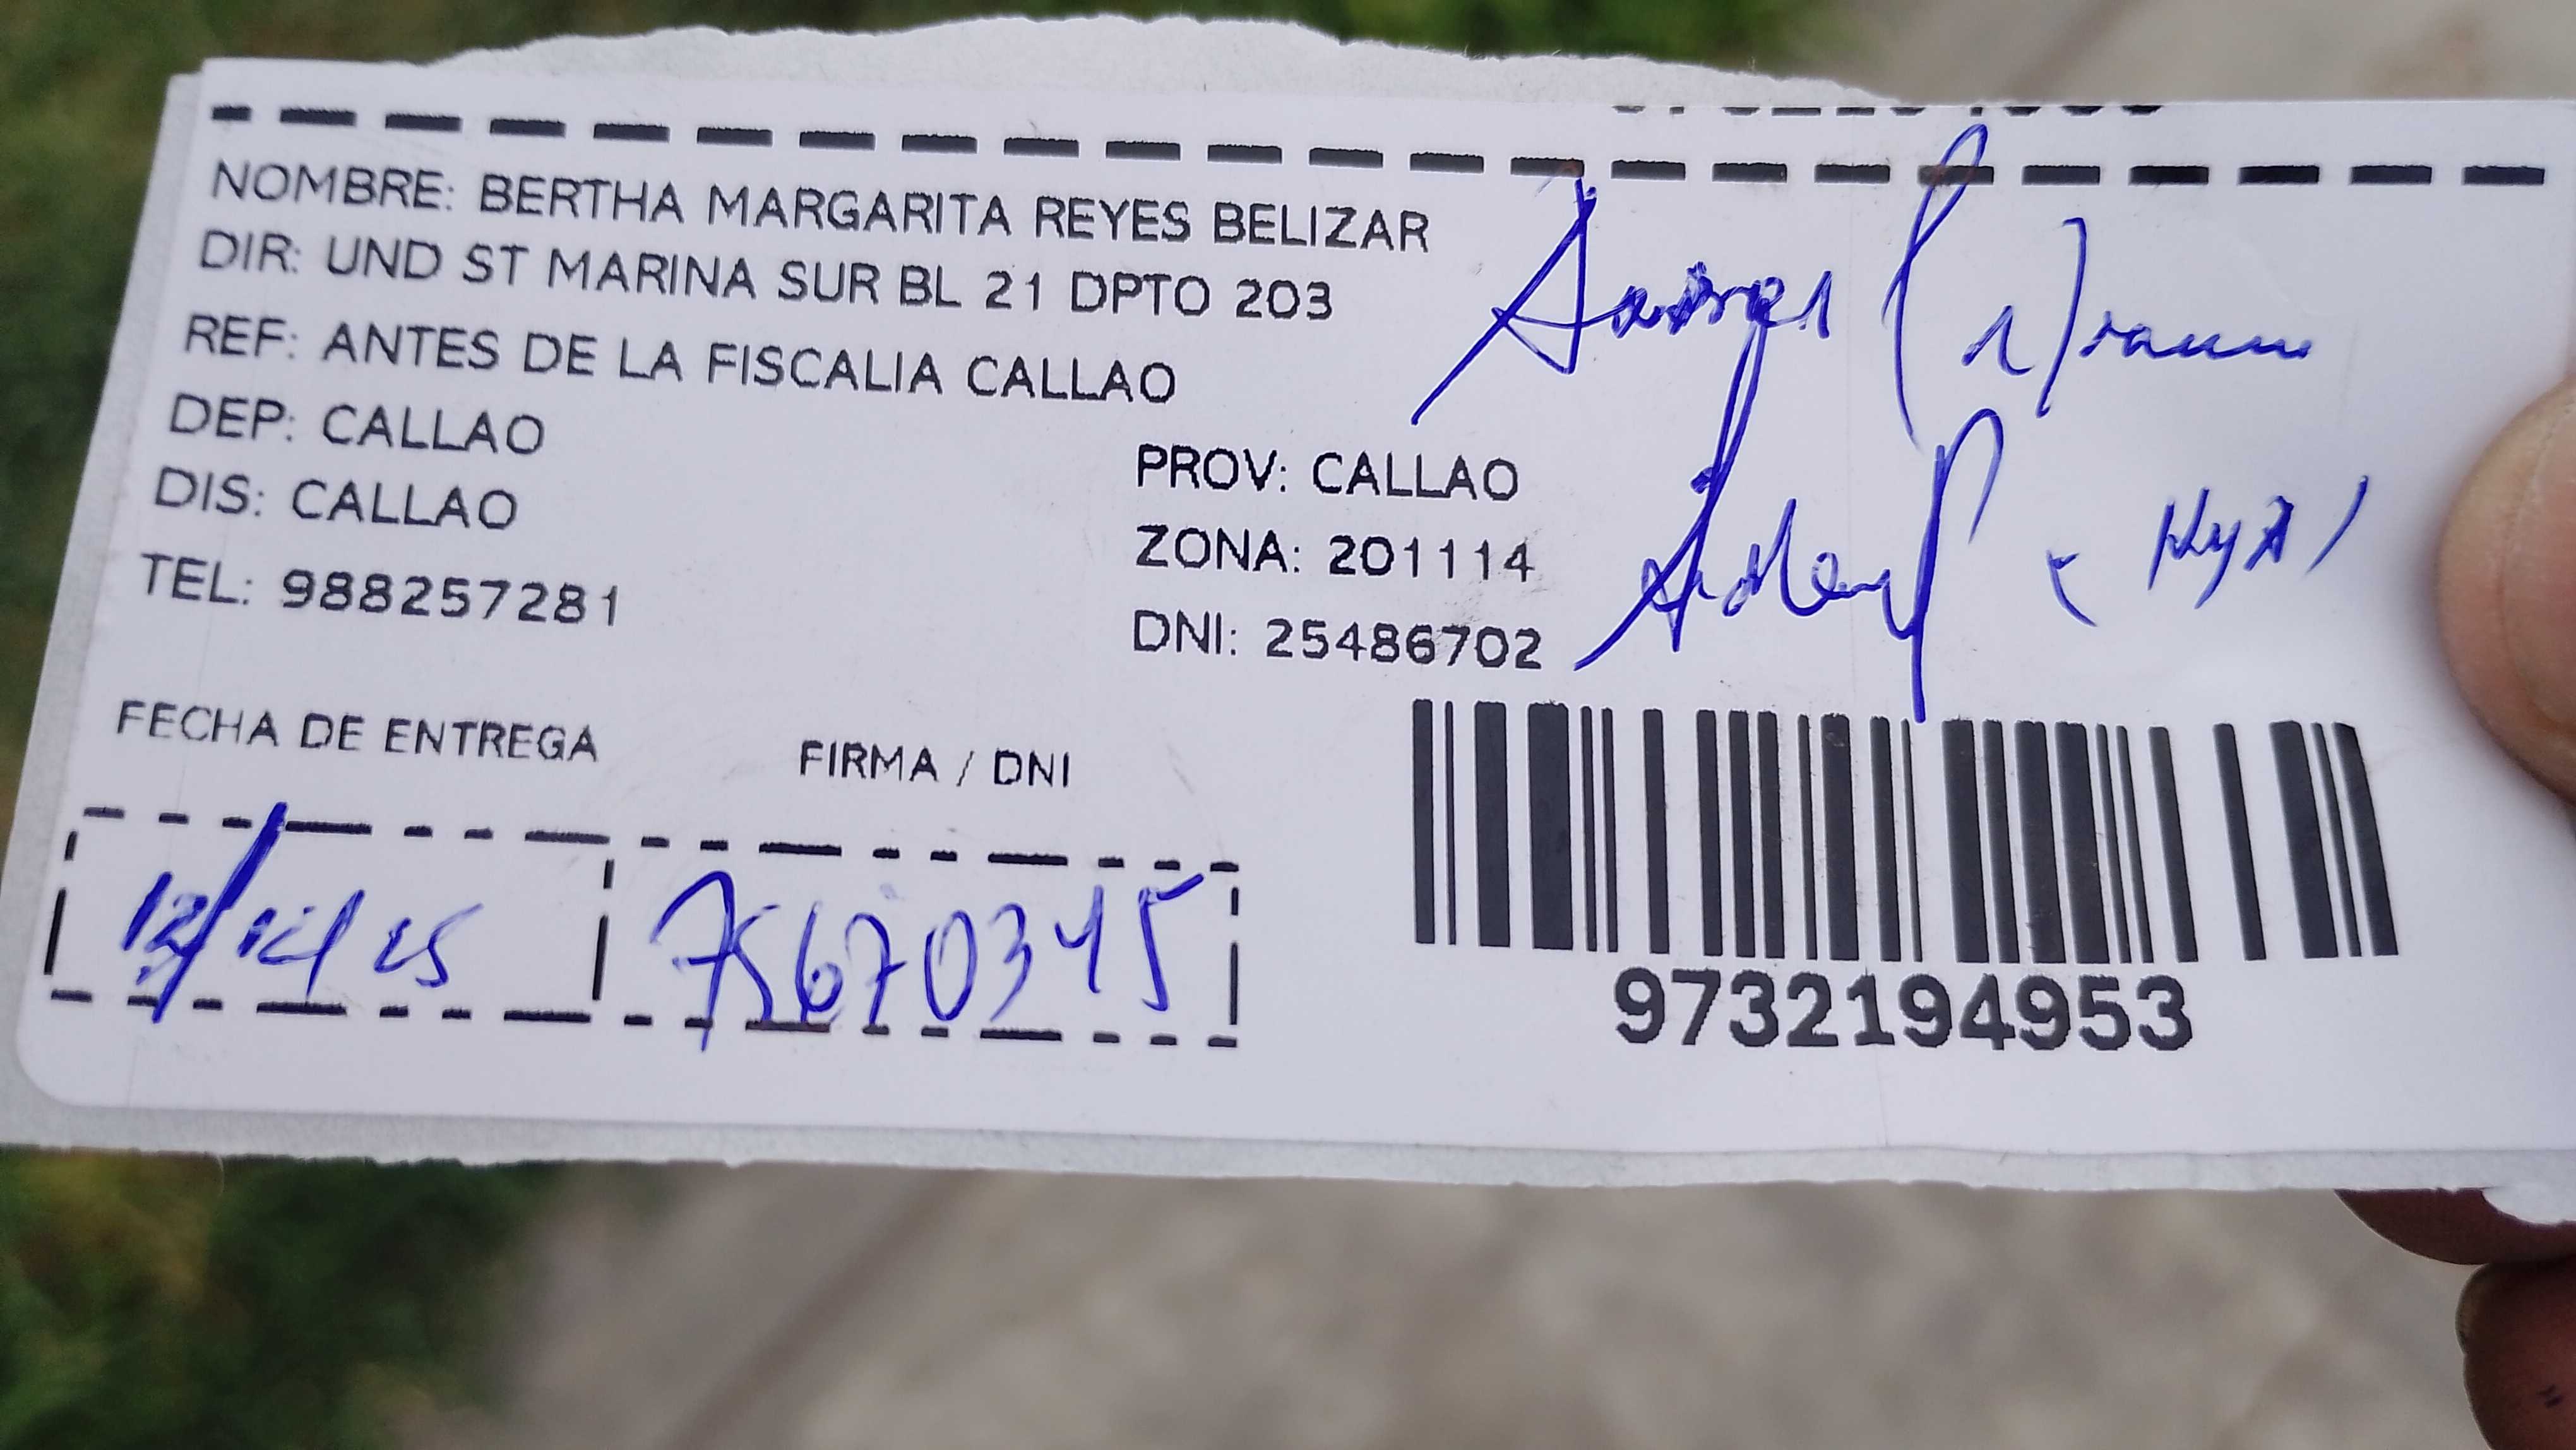 NOMBRE: BERTHA MARGARITA REYES BELIZAR
DIR: UND ST MARINA SUR BL 21 DPTO 203
REF: ANTES DE LA FISCALIA CALLAO
DEP: CALLAO
PROV: CALLAO
DIS: CALLAO
ZONA: 201114
TEL: 988257281
DNI: 25486702
FECHA DE ENTREGA
FIRMA / DNI
75670345
9732194953